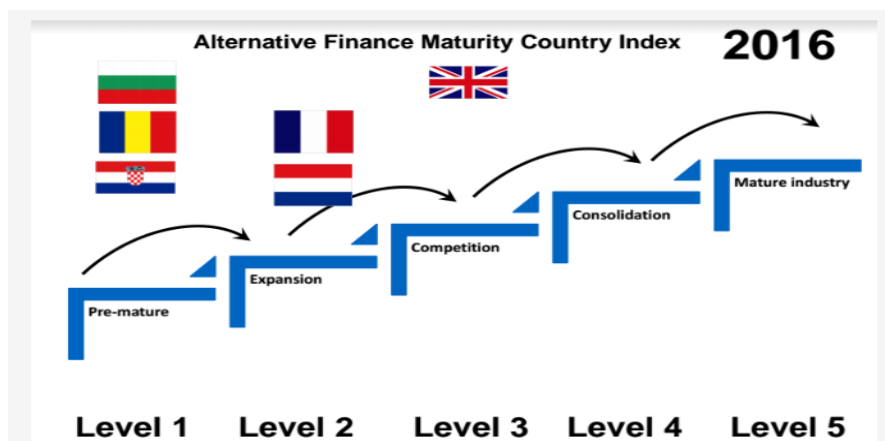 Alternative Finance Maturity Country Index 2016
Mature industry
Consolidation
Competition
Expansion
Pre-mature
Level 1 Level 2 Level 3 Level 4 Level 5